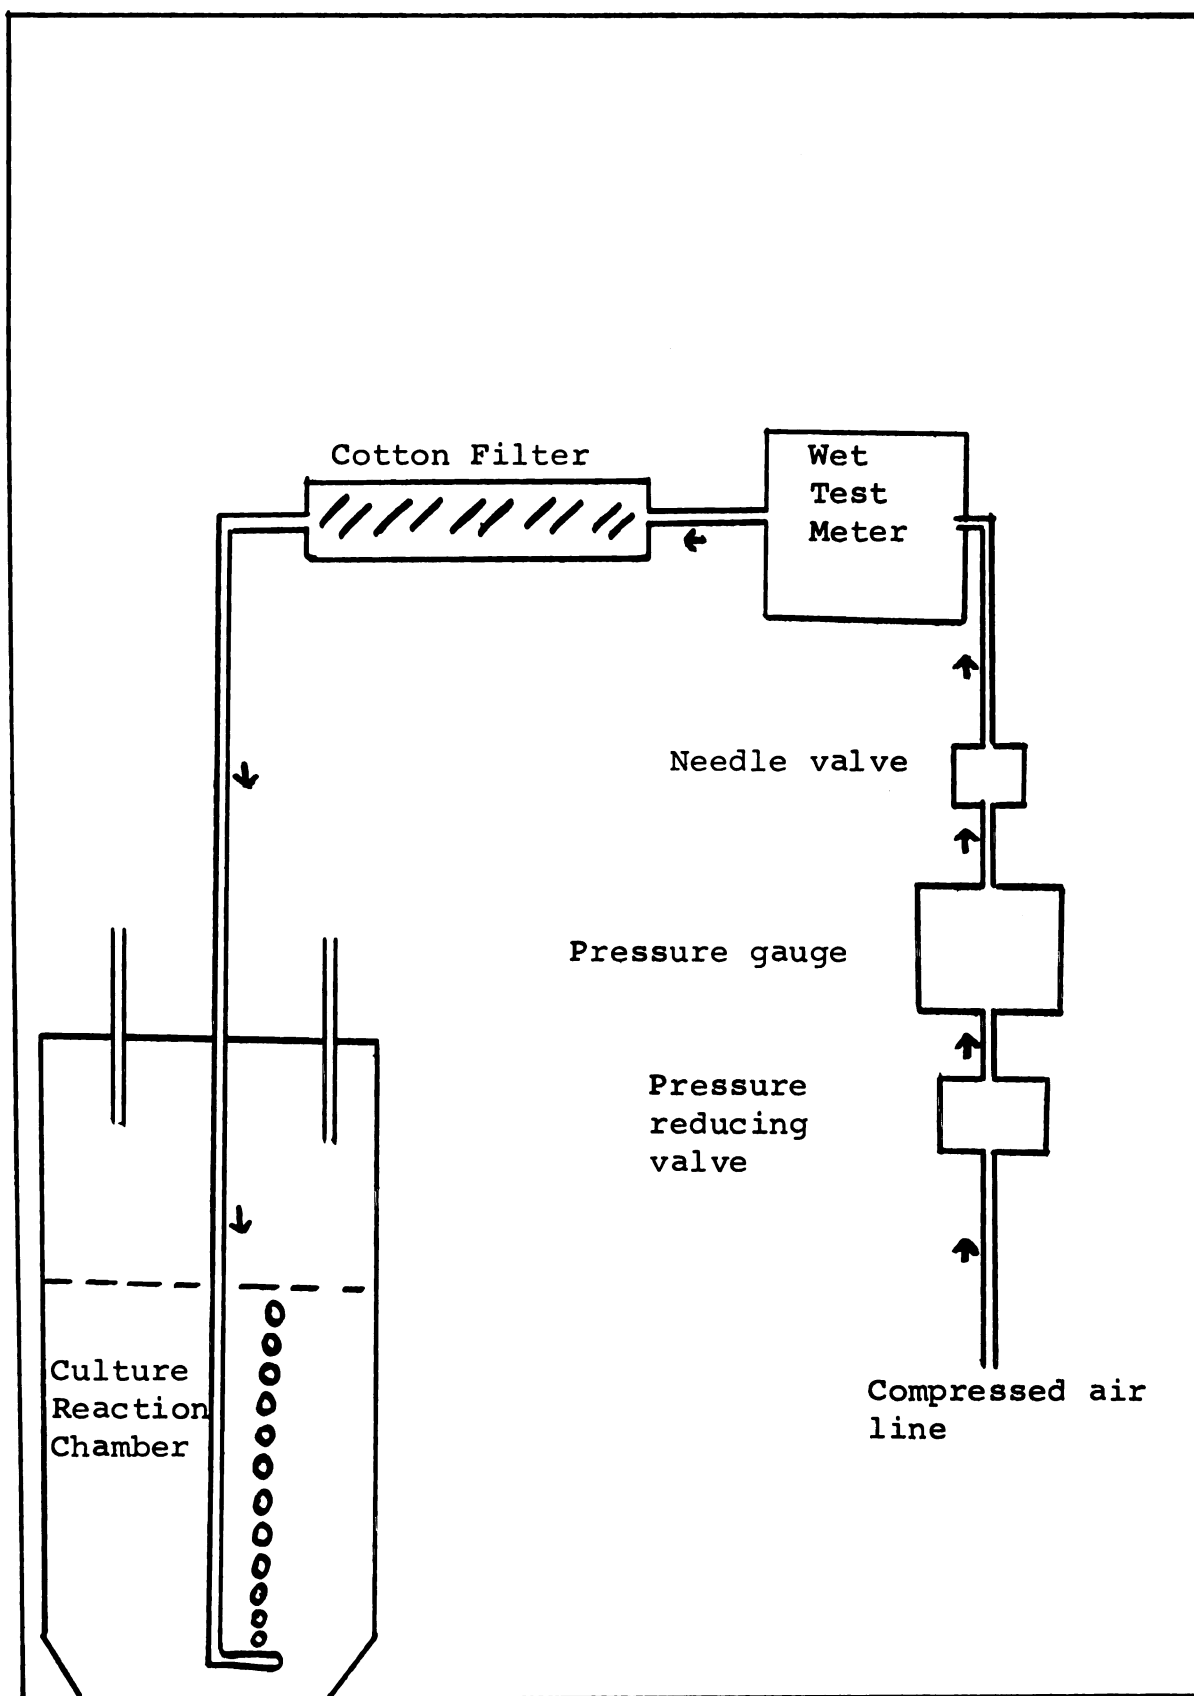 Cotton Filter
Wet
Test
Meter
Needle valve
Pressure gauge
Pressure
reducing
valve
Culture
Reaction
Chamber
Compressed air
line